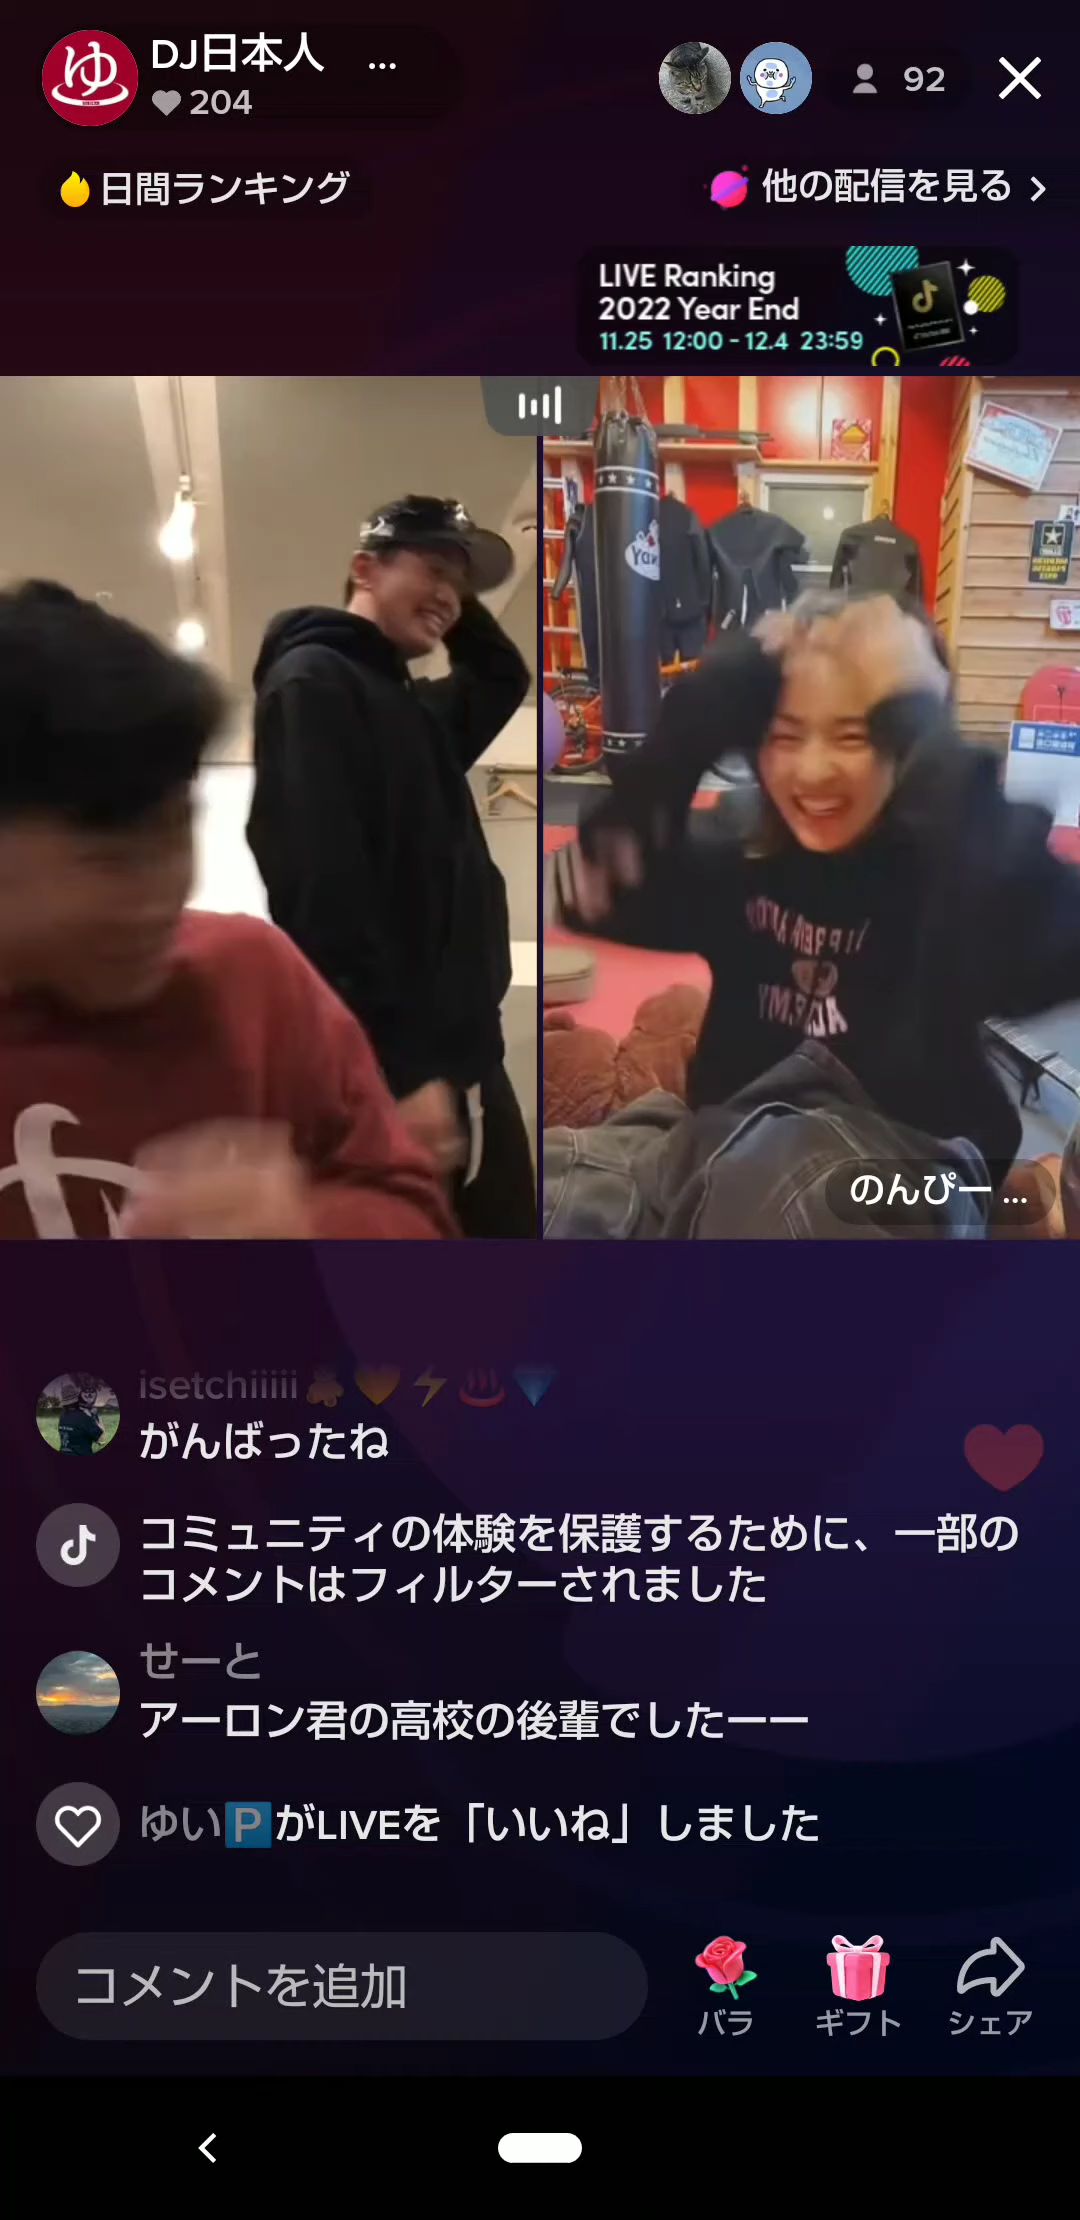 ゆ
DJ日本人 ...
204
92
日間ランキング
他の配信を見る
LIVE Ranking
2022 Year End
11.25 12:00 - 12.4 23:59
のんぴー ...
isetchiiiii
がんばったね
コミュニティの体験を保護するために、一部の
コメントはフィルターされました
せーと
アーロン君の高校の後輩でしたーー
ゆい🅿がLIVEを「いいね」しました
コメントを追加
バラ
ギフト
シェア